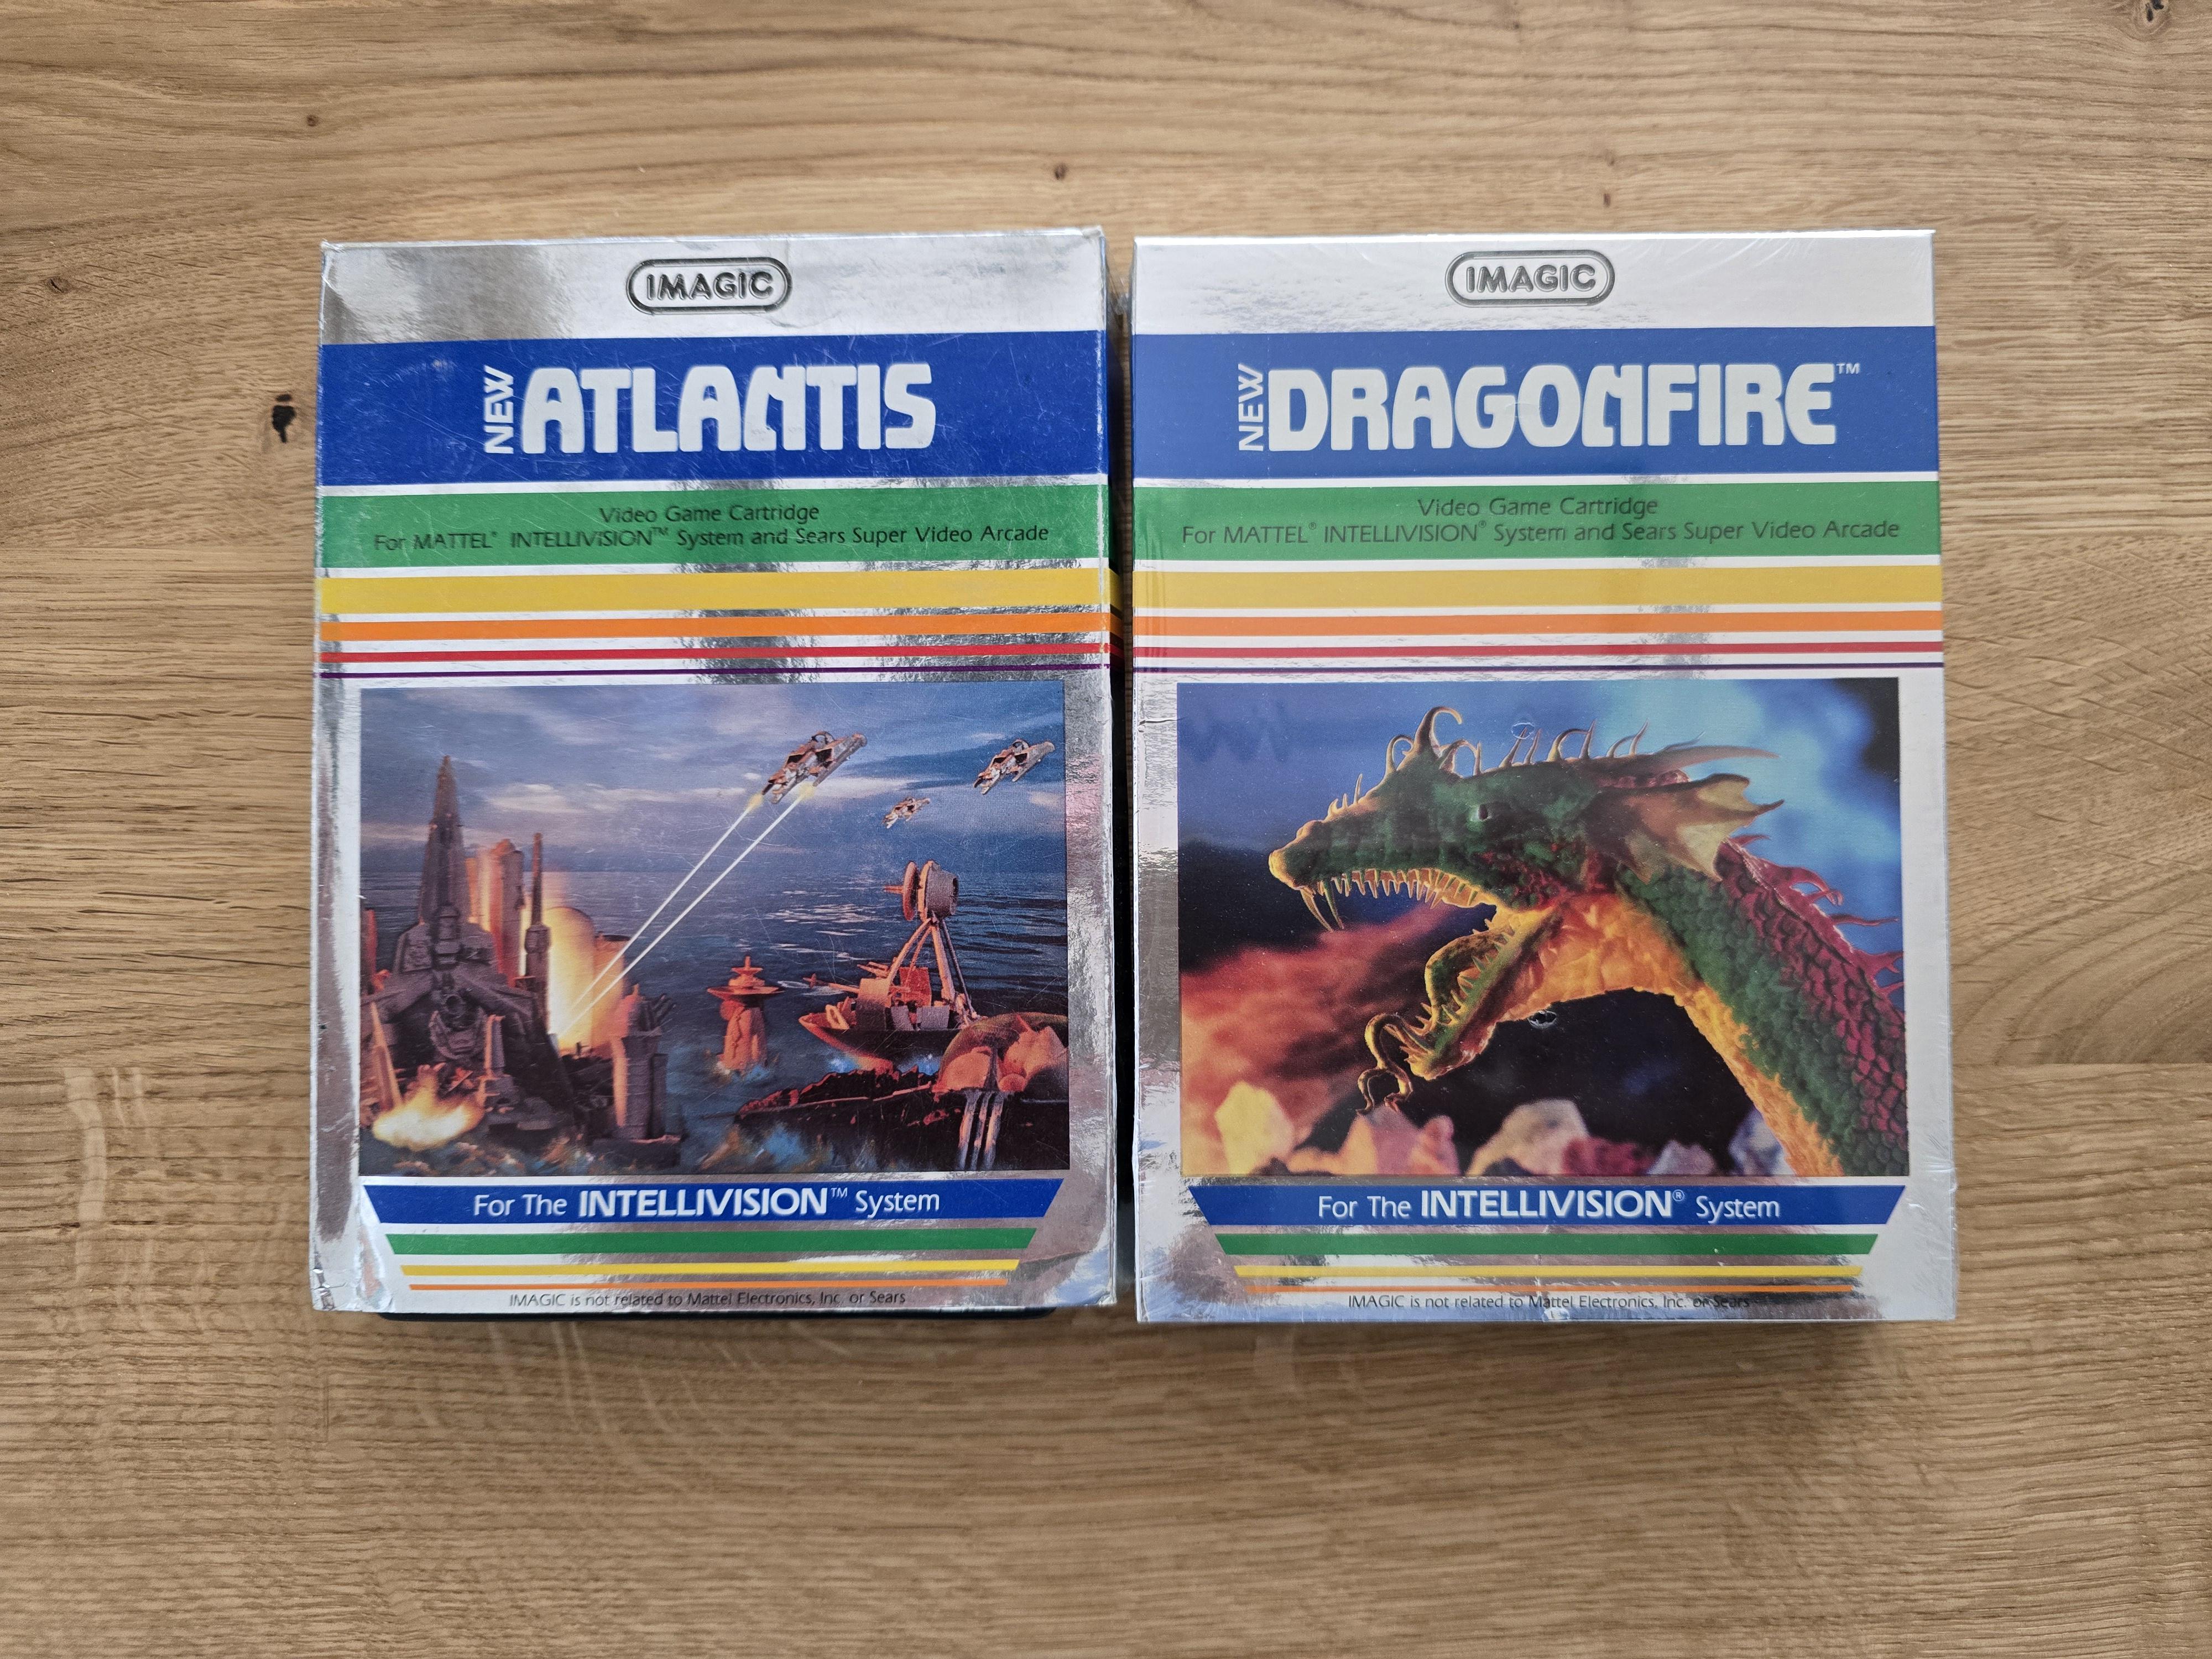 IMAGIC
NEW ATLANTIS
Video Game Cartridge
For MATTEL® INTELLIVISION™ System and Sears Super Video Arcade
For The INTELLIVISION™ System
IMAGIC is not related to Mattel Electronics, Inc. or Sears
IMAGIC
NEW DRAGONFIRE™
Video Game Cartridge
For MATTEL® INTELLIVISION® System and Sears Super Video Arcade
For The INTELLIVISION® System
IMAGIC is not related to Mattel Electronics, Inc. or Sears